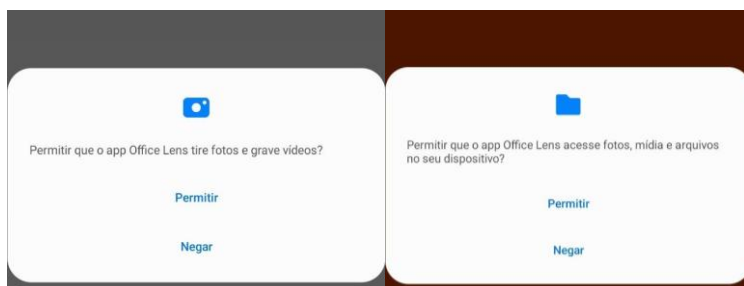 Permitir que o app Office Lens tire fotos e grave vídeos?
Permitir
Negar
Permitir que o app Office Lens acesse fotos, mídia e arquivos
no seu dispositivo?
Permitir
Negar